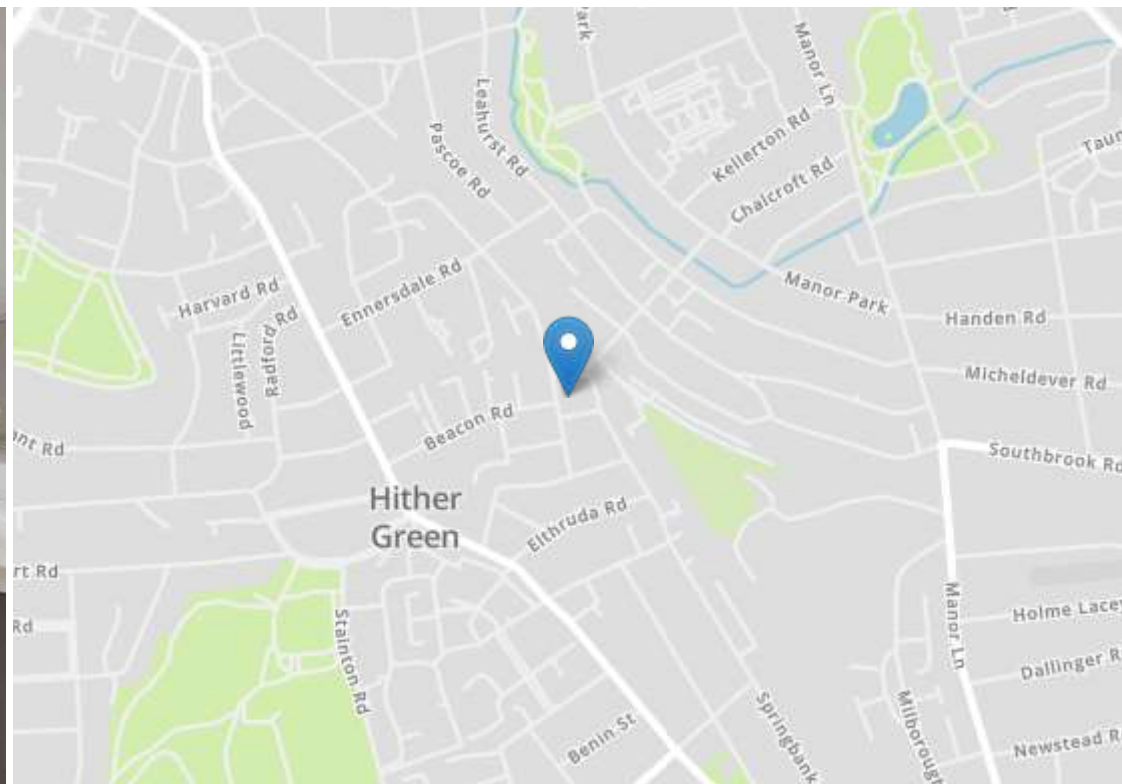 Park
Manor Ln
Leahurst Rd
Pascoe Rd
Kellerton Rd
Chalcroft Rd
Taun
Ennersdale Rd
Harvard Rd
Radford Rd
Littlewood
Manor Park
Handen Rd
Micheldever Rd
Beacon Rd
ant Rd
Southbrook Rd
Hither
Green
Elthruda Rd
rt Rd
Rd
Stainton Rd
Manor Ln
Holme Lacey
Dallinger R
Milborough
Springbank
Benin St
Newstead R